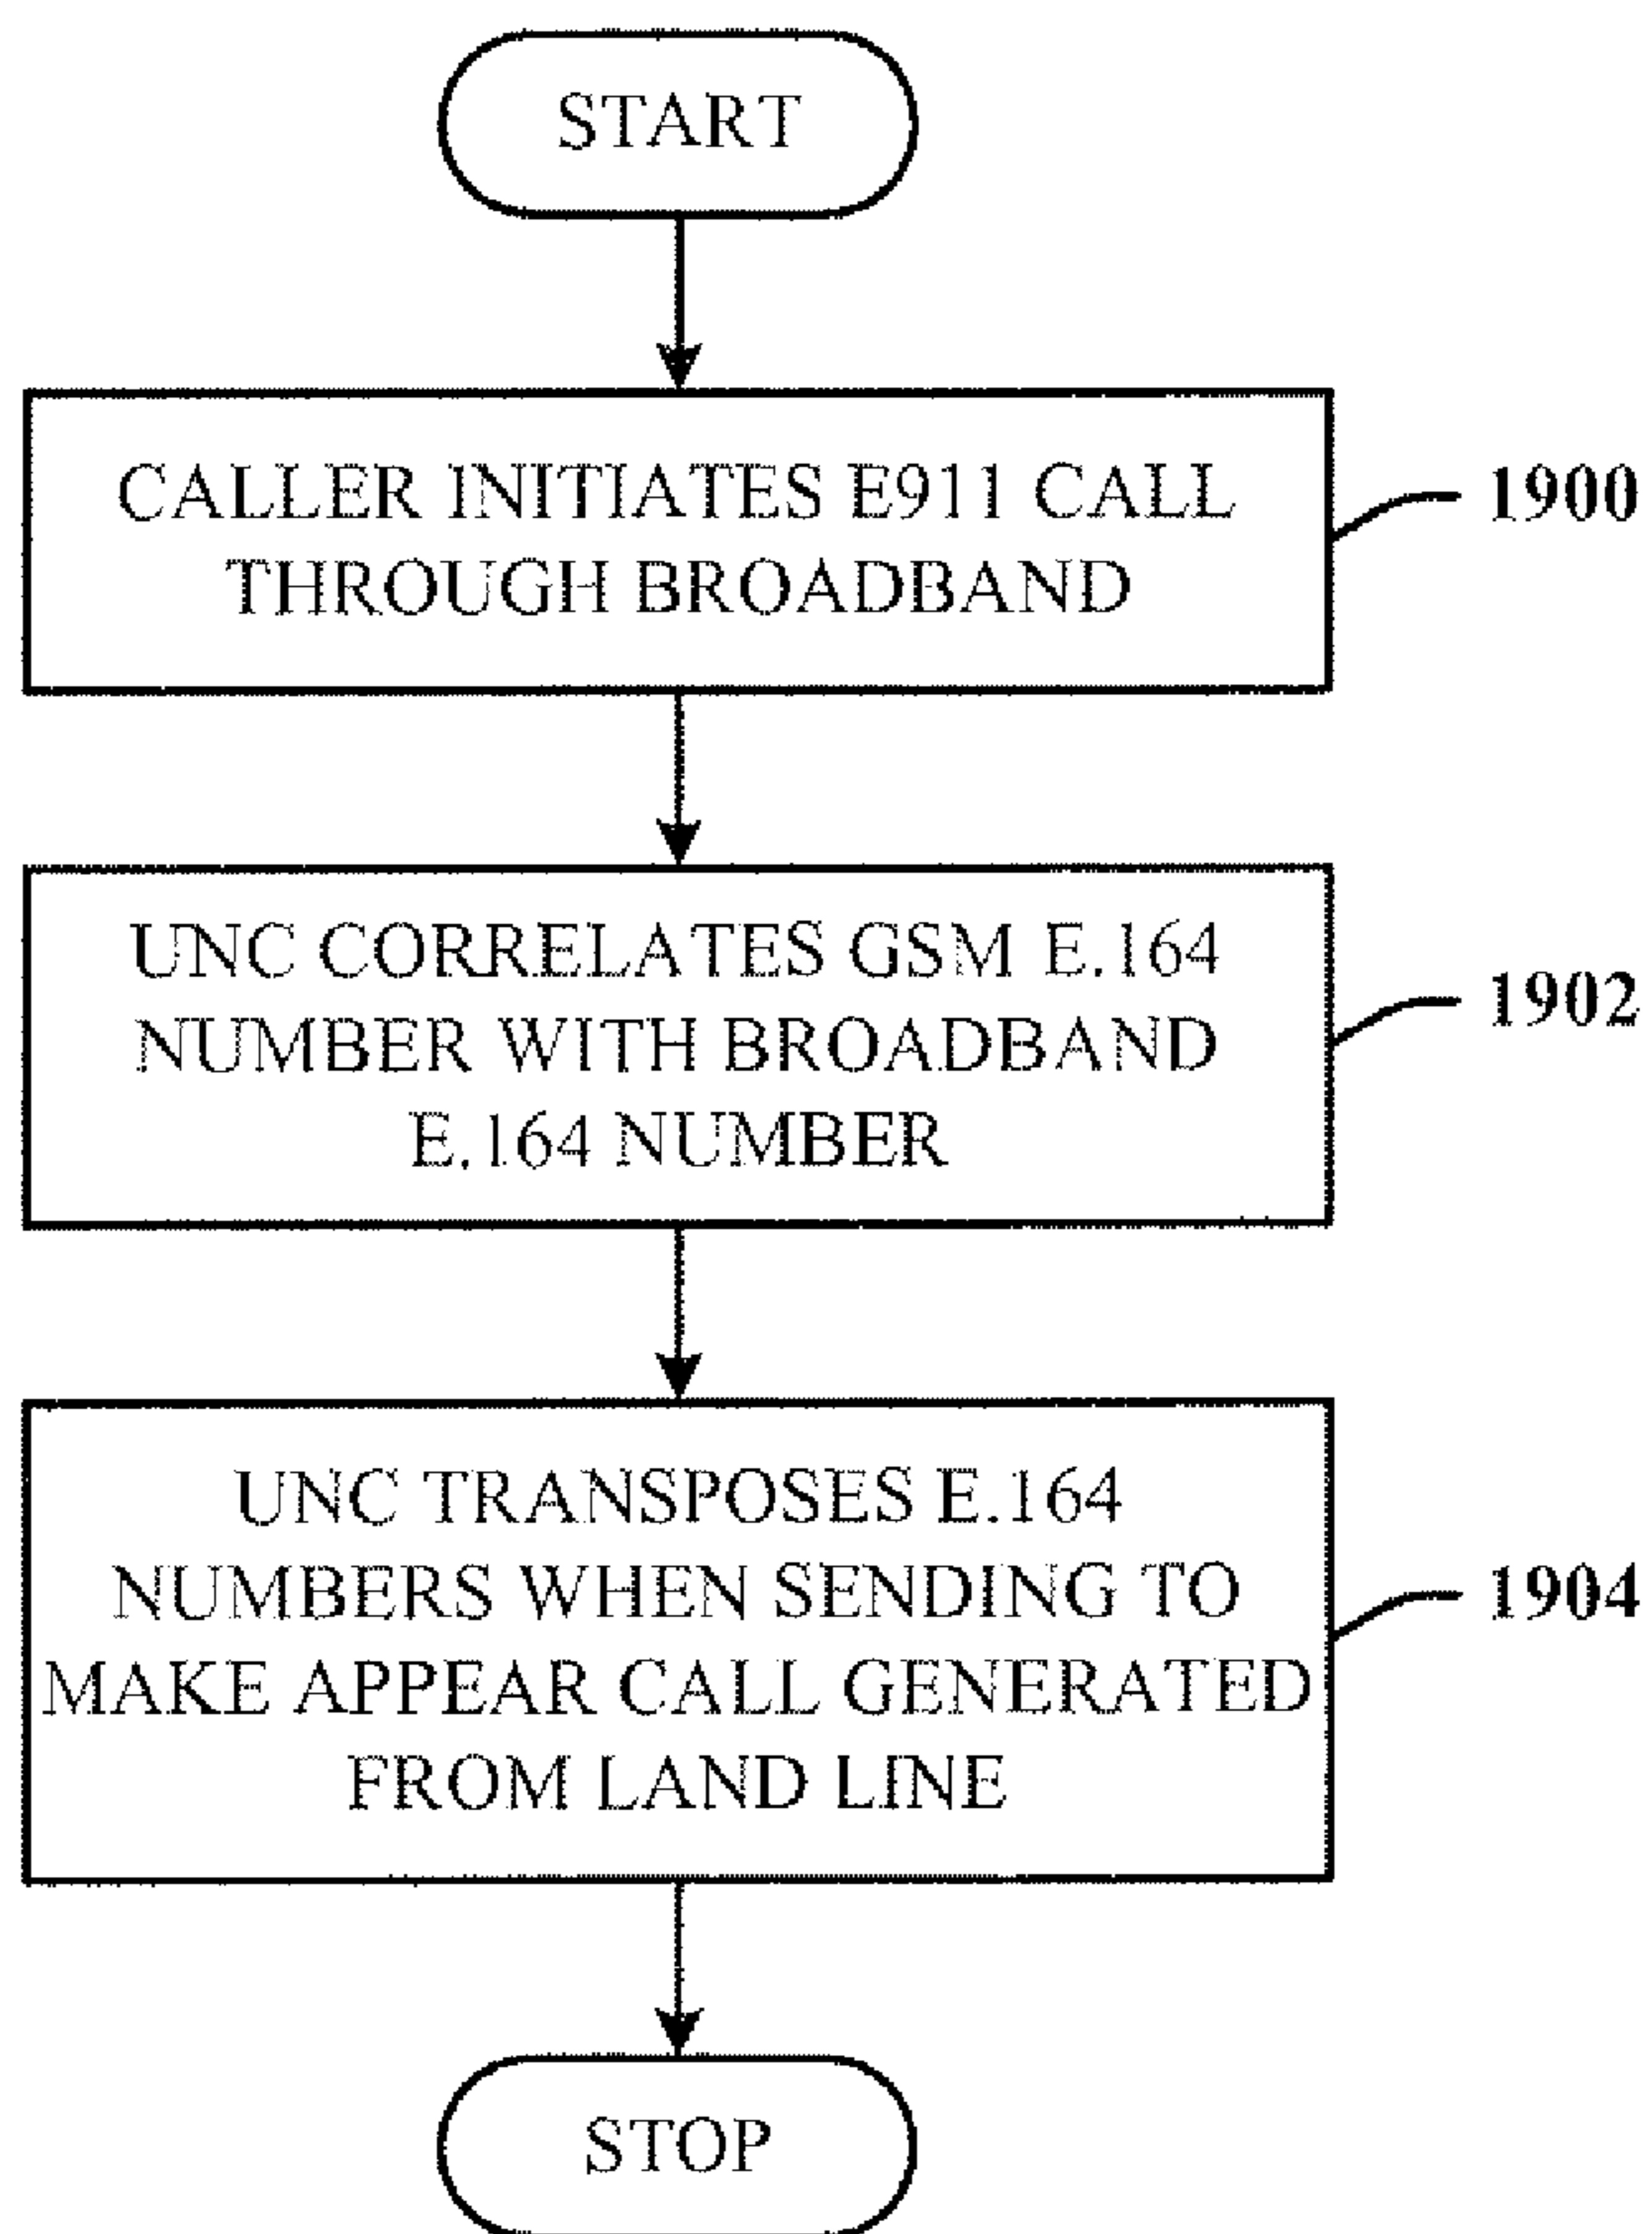 START
CALLER INITIATES E911 CALL
THROUGH BROADBAND
1900
UNC CORRELATES GSM E.164
NUMBER WITH BROADBAND
E.164 NUMBER
1902
UNC TRANSPOSES E.164
NUMBERS WHEN SENDING TO
MAKE APPEAR CALL GENERATED
FROM LAND LINE
1904
STOP